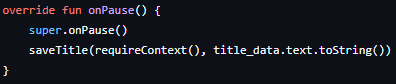 override fun onPause() {
    super.onPause()
    saveTitle(requireContext(), title_data.text.toString())
}